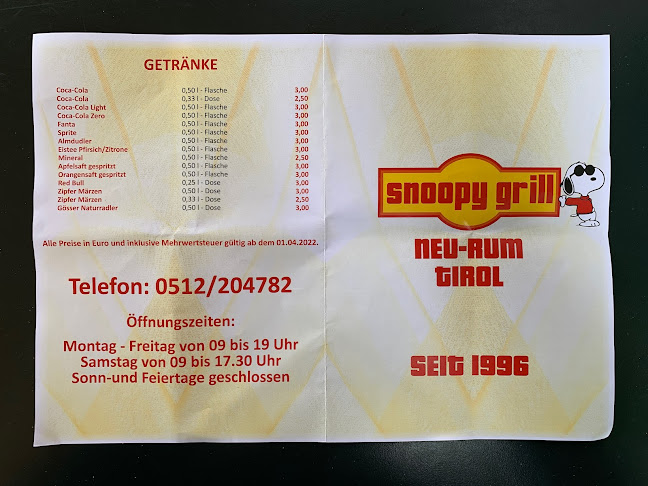 GETRÄNKE
Coca-Cola 0,50 l - Flasche 3,00
Coca-Cola 0,33 l - Dose 2,50
Coca-Cola Light 0,50 l - Flasche 3,00
Coca-Cola Zero 0,50 l - Flasche 3,00
Fanta 0,50 l - Flasche 3,00
Sprite 0,50 l - Flasche 3,00
Almdudler 0,50 l - Flasche 3,00
Eistee Pfirsich/Zitrone 0,50 l - Flasche 3,00
Mineral 0,50 l - Flasche 2,50
Apfelsaft gespritzt 0,50 l - Flasche 3,00
Orangensaft gespritzt 0,50 l - Flasche 3,00
Red Bull 0,25 l - Dose 3,00
Zipfer Märzen 0,50 l - Dose 3,00
Zipfer Märzen 0,33 l - Dose 2,50
Gösser Naturradler 0,50 l - Dose 3,00
Alle Preise in Euro und inklusive Mehrwertsteuer gültig ab dem 01.04.2022.
Telefon: 0512/204782
Öffnungszeiten:
Montag - Freitag von 09 bis 19 Uhr
Samstag von 09 bis 17.30 Uhr
Sonn-und Feiertage geschlossen
snoopy grill
NEU-RUM
TIROL
SEIT 1996